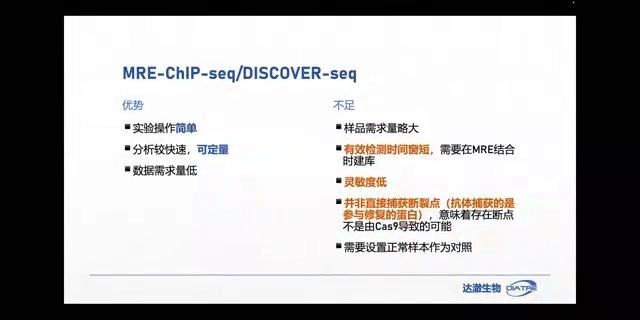 MRE-ChIP-seq/DISCOVER-seq
优势
实验操作简单
分析较快速，可定量
数据需求量低
不足
样品需求量略大
有效检测时间窗短，需要在MRE结合
时建库
灵敏度低
并非直接捕获断裂点（抗体捕获的是
参与修复的蛋白），意味着存在断点
不是由Cas9导致的可能
需要设置正常样本作为对照
达澈生物
DIATRE